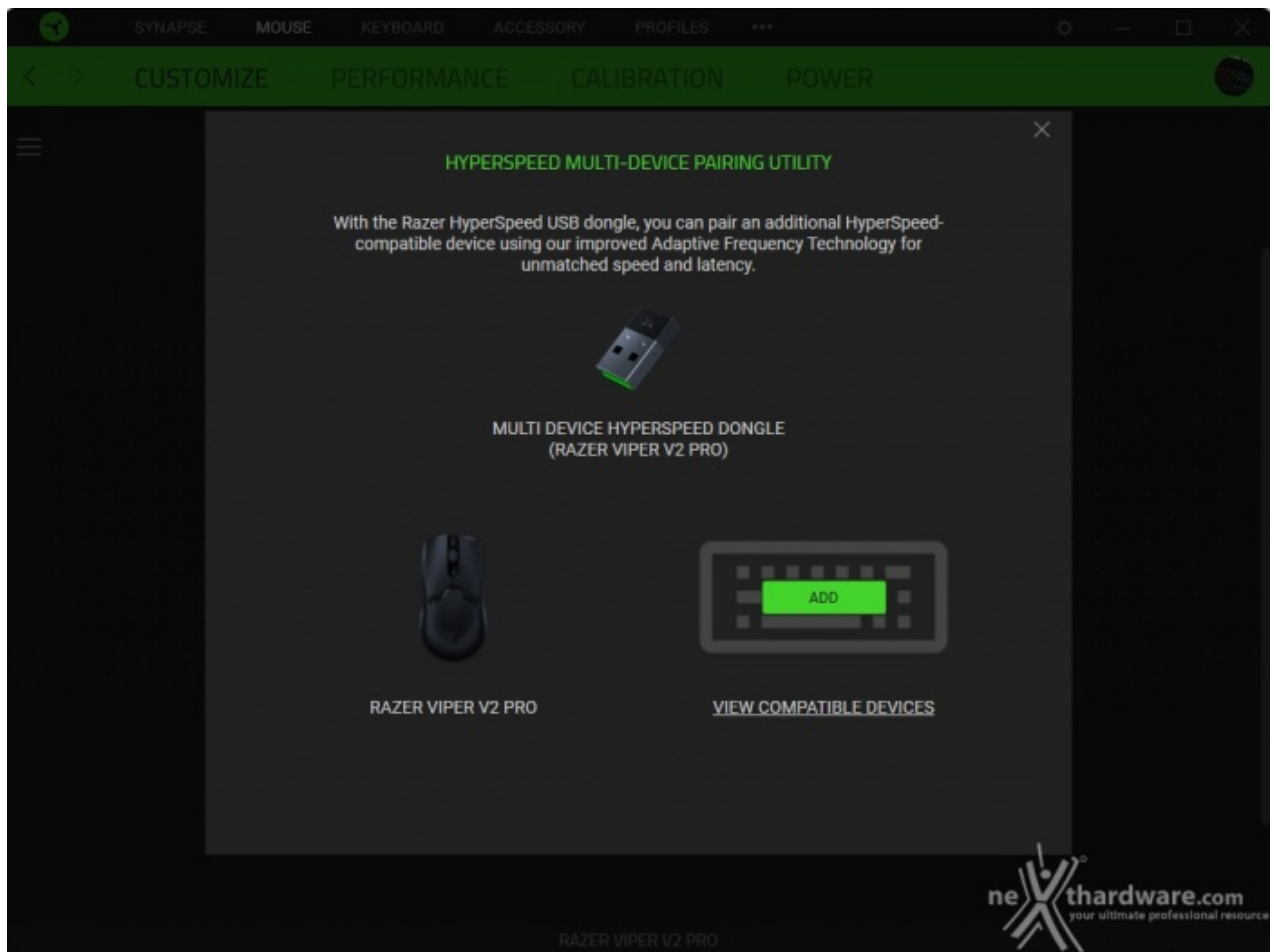 SYNAPSE MOUSE KEYBOARD ACCESSORY PROFILES •••
CUSTOMIZE PERFORMANCE CALIBRATION POWER
HYPERSPEED MULTI-DEVICE PAIRING UTILITY
With the Razer HyperSpeed USB dongle, you can pair an additional HyperSpeed-
compatible device using our improved Adaptive Frequency Technology for
unmatched speed and latency.
MULTI DEVICE HYPERSPEED DONGLE
(RAZER VIPER V2 PRO)
ADD
RAZER VIPER V2 PRO
VIEW COMPATIBLE DEVICES
nexthardware.com
your ultimate professional resource
RAZER VIPER V2 PRO